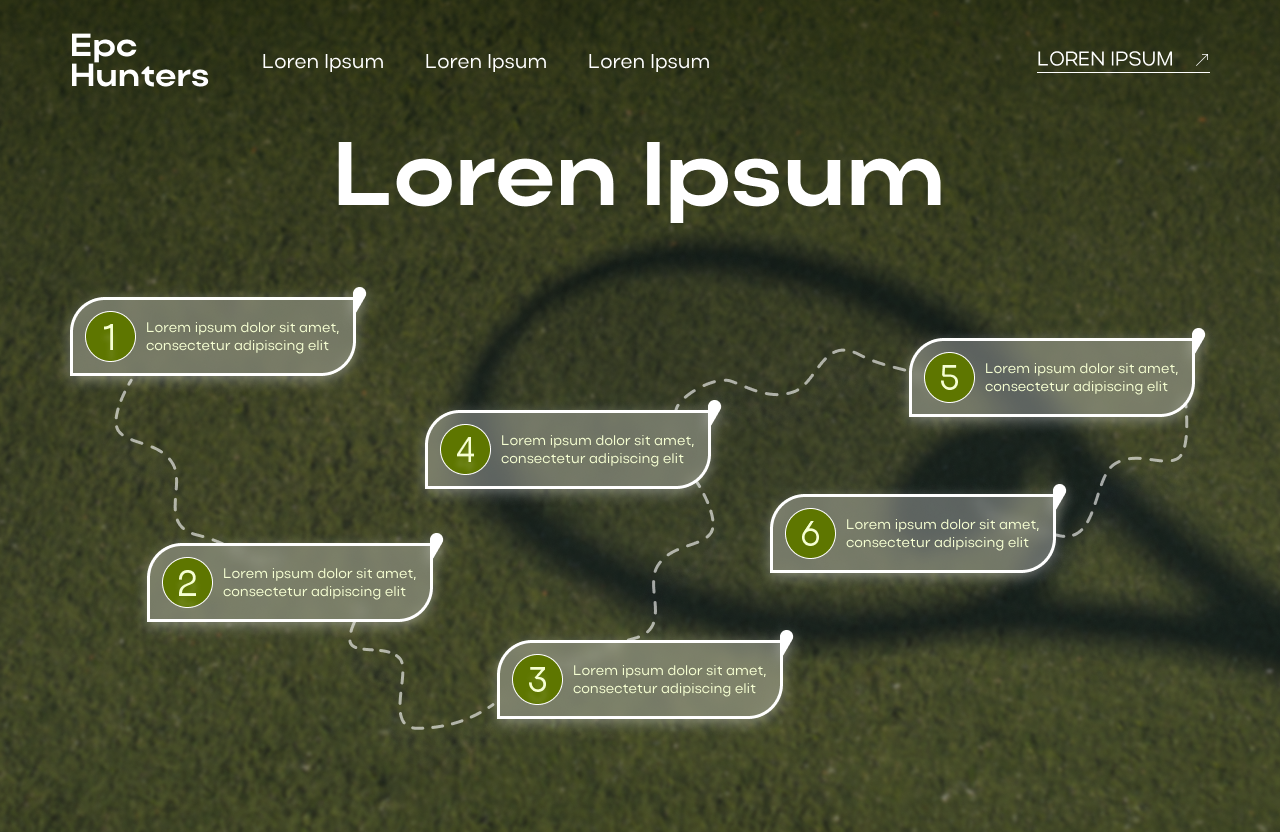 Epc
Hunters
Loren Ipsum
Loren Ipsum
Loren Ipsum
LOREN IPSUM
Loren Ipsum
1
Lorem ipsum dolor sit amet,
consectetur adipiscing elit
2
Lorem ipsum dolor sit amet,
consectetur adipiscing elit
3
Lorem ipsum dolor sit amet,
consectetur adipiscing elit
4
Lorem ipsum dolor sit amet,
consectetur adipiscing elit
5
Lorem ipsum dolor sit amet,
consectetur adipiscing elit
6
Lorem ipsum dolor sit amet,
consectetur adipiscing elit